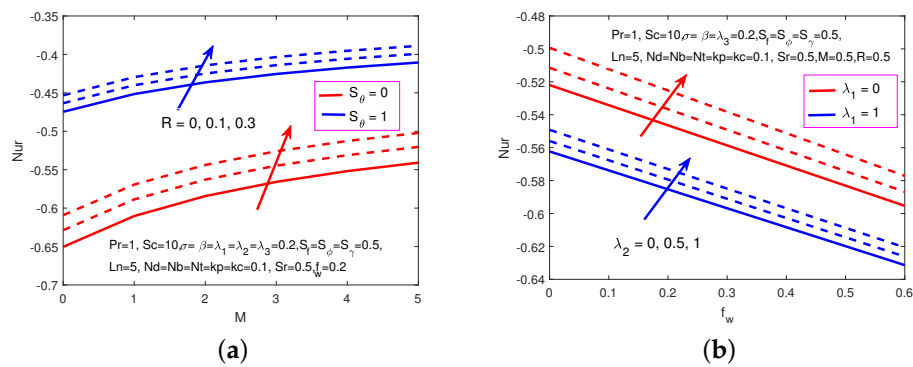 -0.35
-0.4
-0.45
-0.5
-0.55
-0.6
-0.65
-0.7
Nur
0 1 2 3 4 5
M
S_θ = 0
S_θ = 1
R = 0, 0.1, 0.3
Pr=1, Sc=10,σ= β=λ_1=λ_2=λ_3=0.2,S_f=S_φ=S_γ=0.5,
Ln=5, Nd=Nb=Nt=kp=kc=0.1, Sr=0.5,f_w=0.2
(a)
-0.48
-0.5
-0.52
-0.54
-0.56
-0.58
-0.6
-0.62
-0.64
Nur
0 0.1 0.2 0.3 0.4 0.5 0.6
f_w
Pr=1, Sc=10,σ= β=λ_3=0.2,S_f=S_φ=S_γ=0.5,
Ln=5, Nd=Nb=Nt=kp=kc=0.1, Sr=0.5,M=0.5,R=0.5
λ_1 = 0
λ_1 = 1
λ_2 = 0, 0.5, 1
(b)